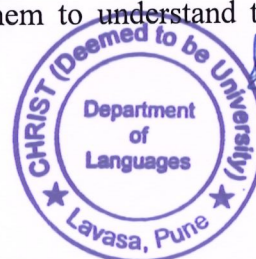 to understand
CHRIST (Deemed to be University)
Department
of
Languages
Lavasa, Pune